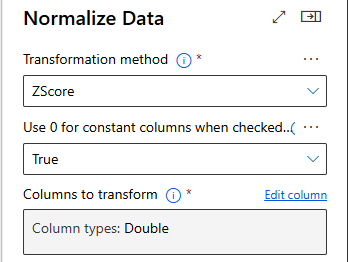 Normalize Data
Transformation method ⓘ * ...
ZScore
Use 0 for constant columns when checked..( ...
True
Columns to transform ⓘ * Edit column
Column types: Double